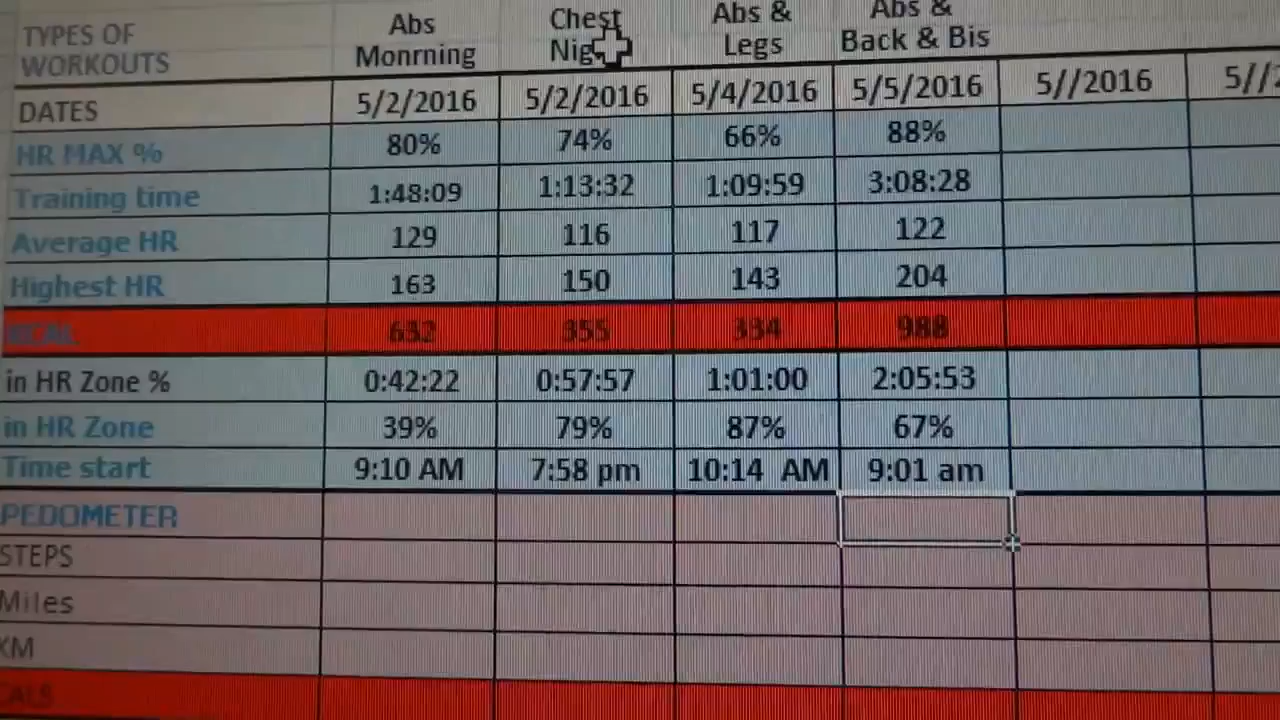 TYPES OF WORKOUTS Abs Monrning Chest Abs & Legs Abs & Back & Bis
DATES 5/2/2016 5/2/2016 5/4/2016 5/5/2016 5//2016 5//
HR MAX % 80% 74% 66% 88%
Training time 1:48:09 1:13:32 1:09:59 3:08:28
Average HR 129 116 117 122
Highest HR 163 150 143 204
KCAL 632 355 334 988
in HR Zone % 0:42:22 0:57:57 1:01:00 2:05:53
in HR Zone 39% 79% 87% 67%
Time start 9:10 AM 7:58 pm 10:14 AM 9:01 am
PEDOMETER
STEPS
Miles
KM